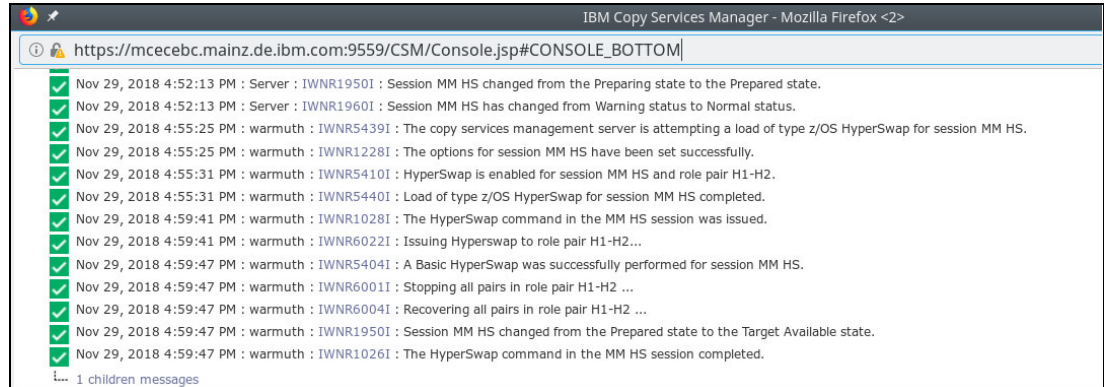 IBM Copy Services Manager - Mozilla Firefox <2>
https://mcecebc.mainz.de.ibm.com:9559/CSM/Console.jsp#CONSOLE_BOTTOM
Nov 29, 2018 4:52:13 PM : Server : IWNR1950I : Session MM HS changed from the Preparing state to the Prepared state.
Nov 29, 2018 4:52:13 PM : Server : IWNR1960I : Session MM HS has changed from Warning status to Normal status.
Nov 29, 2018 4:55:25 PM : warmuth : IWNR5439I : The copy services management server is attempting a load of type z/OS HyperSwap for session MM HS.
Nov 29, 2018 4:55:25 PM : warmuth : IWNR1228I : The options for session MM HS have been set successfully.
Nov 29, 2018 4:55:31 PM : warmuth : IWNR5410I : HyperSwap is enabled for session MM HS and role pair H1-H2.
Nov 29, 2018 4:55:31 PM : warmuth : IWNR5440I : Load of type z/OS HyperSwap for session MM HS completed.
Nov 29, 2018 4:59:41 PM : warmuth : IWNR1028I : The HyperSwap command in the MM HS session was issued.
Nov 29, 2018 4:59:41 PM : warmuth : IWNR6022I : Issuing Hyperswap to role pair H1-H2...
Nov 29, 2018 4:59:47 PM : warmuth : IWNR5404I : A Basic HyperSwap was successfully performed for session MM HS.
Nov 29, 2018 4:59:47 PM : warmuth : IWNR6001I : Stopping all pairs in role pair H1-H2 ...
Nov 29, 2018 4:59:47 PM : warmuth : IWNR6004I : Recovering all pairs in role pair H1-H2 ...
Nov 29, 2018 4:59:47 PM : warmuth : IWNR1950I : Session MM HS changed from the Prepared state to the Target Available state.
Nov 29, 2018 4:59:47 PM : warmuth : IWNR1026I : The HyperSwap command in the MM HS session completed.
1 children messages